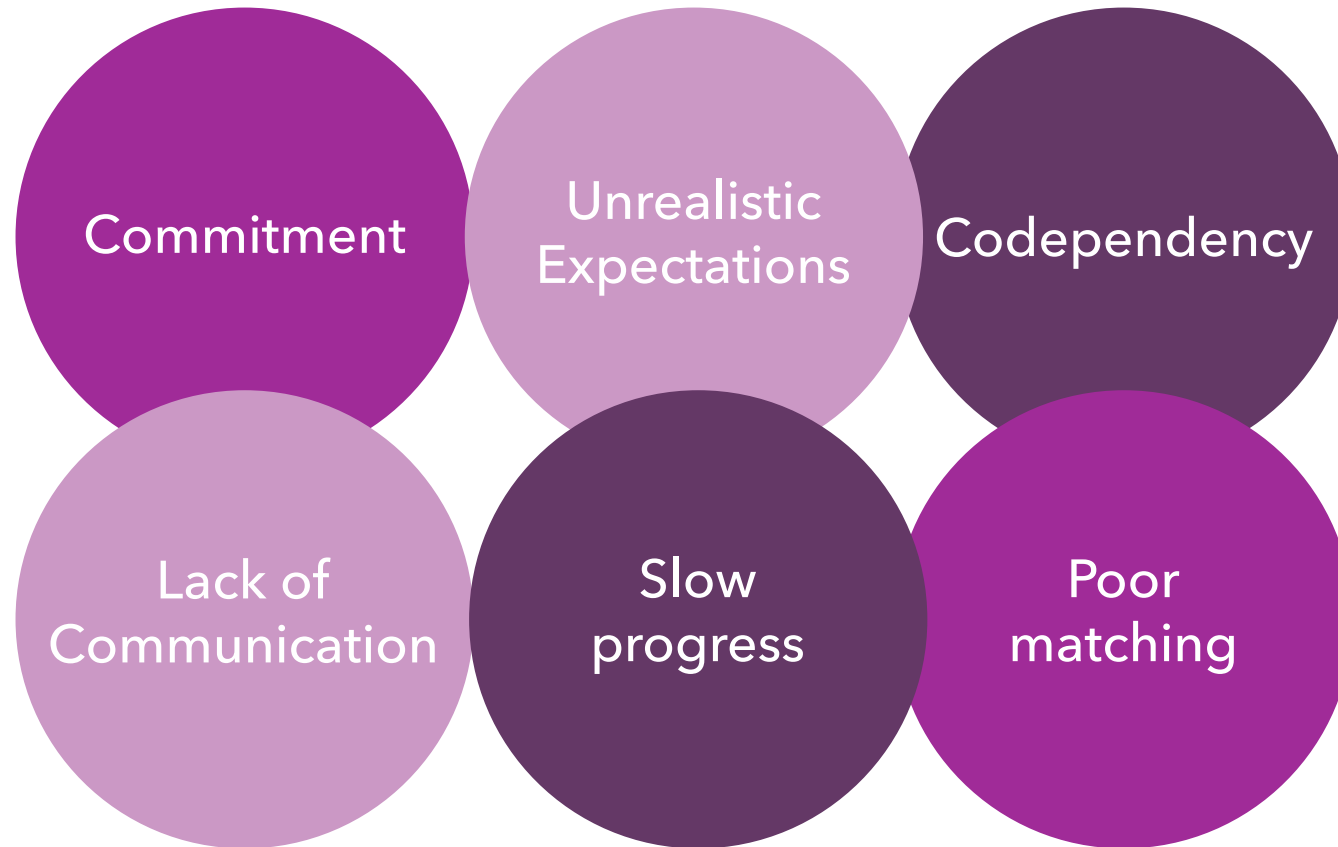 Commitment
Unrealistic
Expectations
Codependency
Lack of
Communication
Slow
progress
Poor
matching